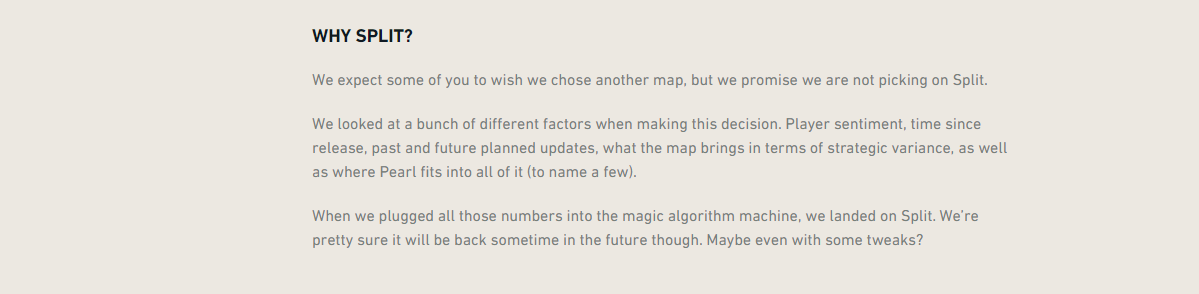 WHY SPLIT?
We expect some of you to wish we chose another map, but we promise we are not picking on Split.
We looked at a bunch of different factors when making this decision. Player sentiment, time since
release, past and future planned updates, what the map brings in terms of strategic variance, as well
as where Pearl fits into all of it (to name a few).
When we plugged all those numbers into the magic algorithm machine, we landed on Split. We’re
pretty sure it will be back sometime in the future though. Maybe even with some tweaks?